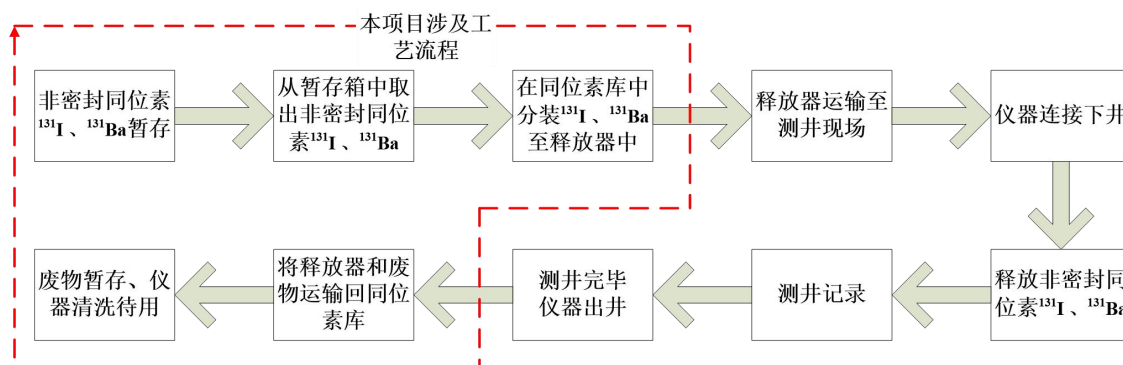 本项目涉及工
艺流程
非密封同位素
¹³¹I 、¹³¹Ba暂存
从暂存箱中取
出非密封同位
素¹³¹I 、¹³¹Ba
在同位素库中
分装¹³¹I 、¹³¹Ba
至释放器中
释放器运输至
测井现场
仪器连接下井
释放非密封同
位素¹³¹I 、¹³¹Ba
测井记录
测井完毕
仪器出井
将释放器和废
物运输回同位
素库
废物暂存、仪
器清洗待用